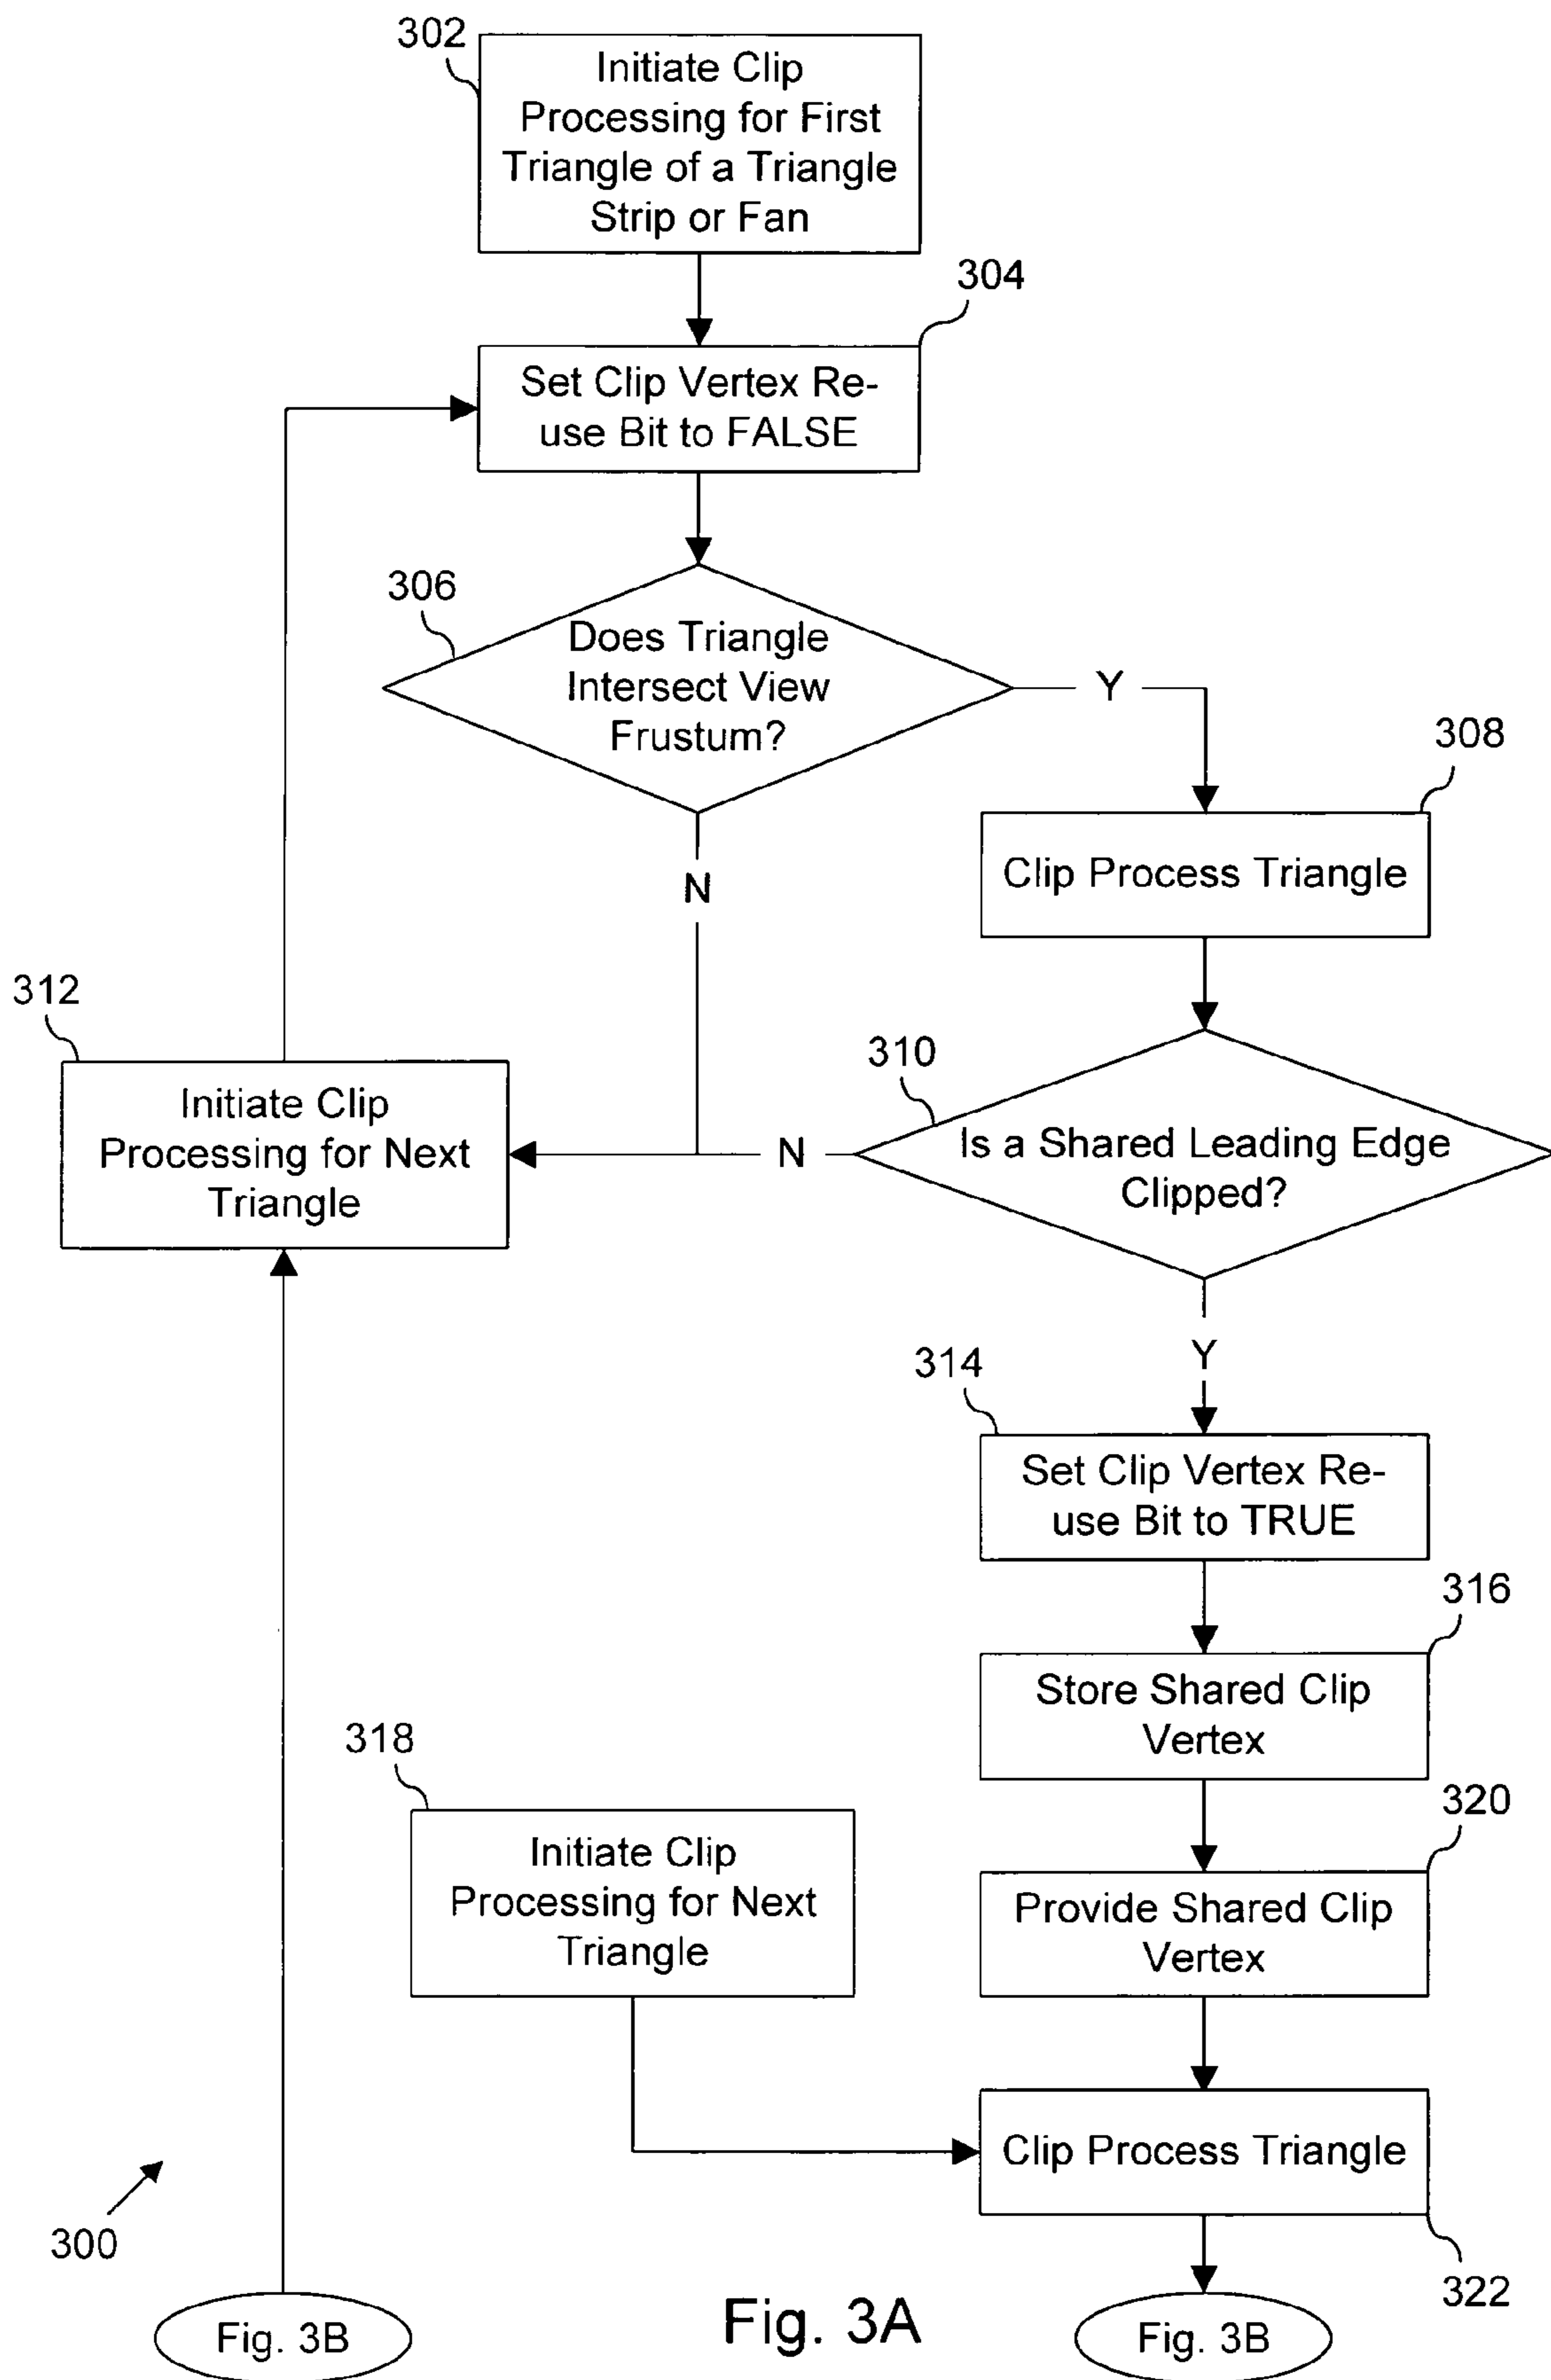 302
Initiate Clip
Processing for First
Triangle of a Triangle
Strip or Fan
304
Set Clip Vertex Re-
use Bit to FALSE
306
Does Triangle
Intersect View
Frustum?
Y
308
Clip Process Triangle
N
312
Initiate Clip
Processing for Next
Triangle
310
Is a Shared Leading Edge
Clipped?
N
Y
314
Set Clip Vertex Re-
use Bit to TRUE
316
Store Shared Clip
Vertex
318
Initiate Clip
Processing for Next
Triangle
320
Provide Shared Clip
Vertex
Clip Process Triangle
322
300
Fig. 3B
Fig. 3A
Fig. 3B